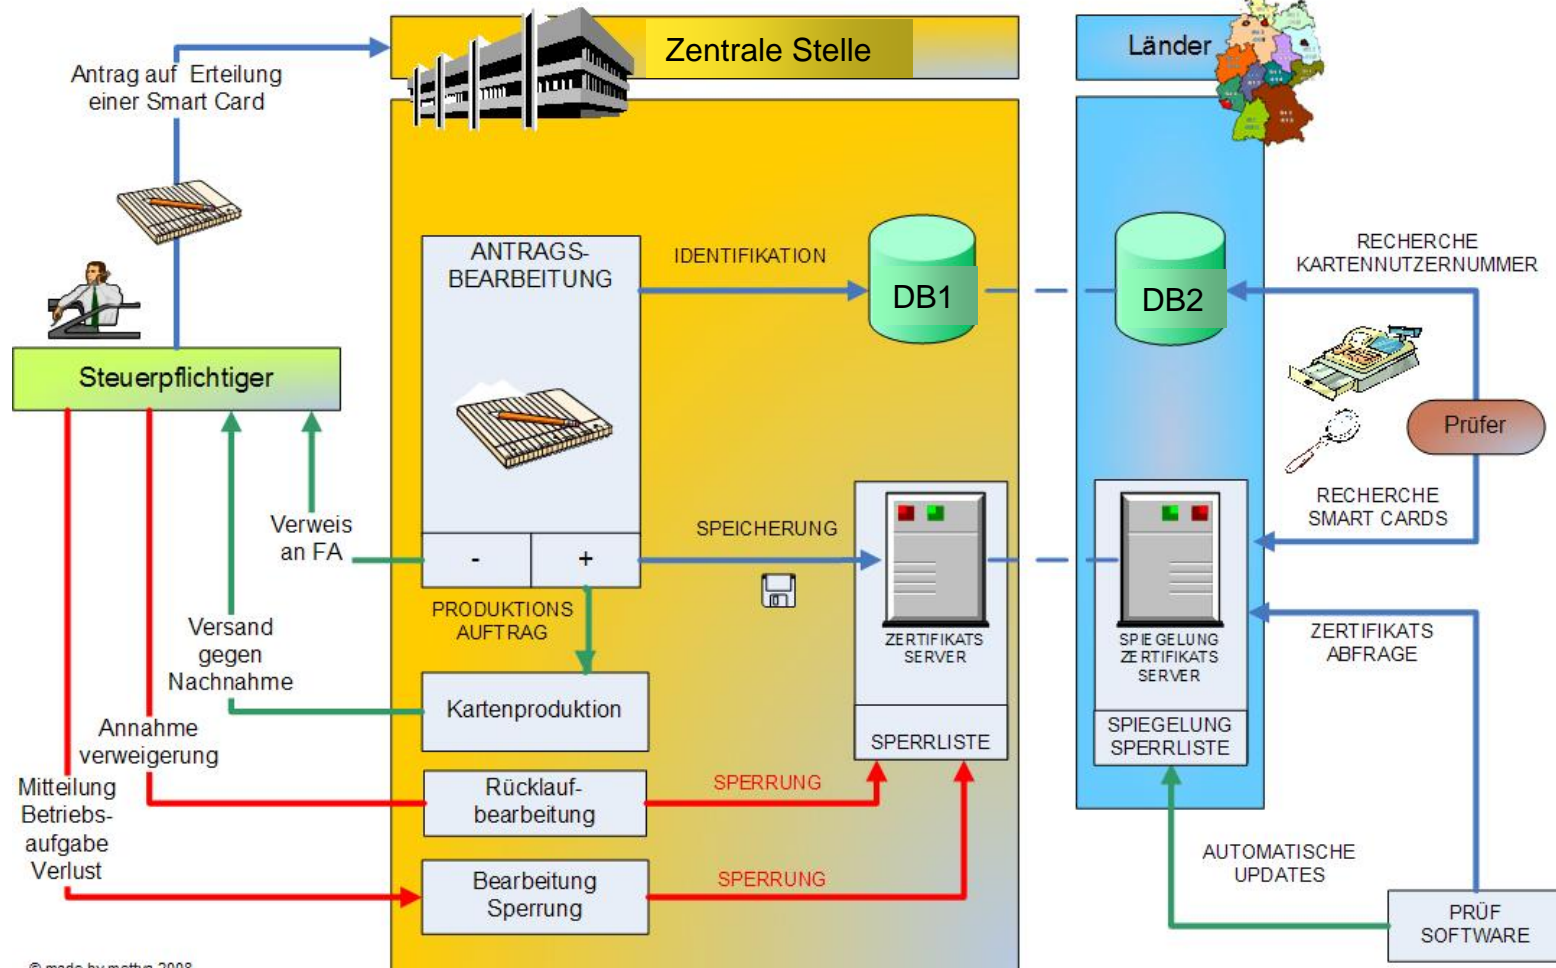 Zentrale Stelle
Länder
Antrag auf Erteilung
einer Smart Card
ANTRAGS-
BEARBEITUNG
IDENTIFIKATION
DB1
DB2
RECHERCHE
KARTENNUTZERNUMMER
Steuerpflichtiger
Prüfer
RECHERCHE
SMART CARDS
Verweis
an FA
-
+
SPEICHERUNG
PRODUKTIONS
AUFTRAG
ZERTIFIKATS
SERVER
SPIEGELUNG
ZERTIFIKATS
SERVER
ZERTIFIKATS
ABFRAGE
Versand
gegen
Nachnahme
Kartenproduktion
SPERRLISTE
SPIEGELUNG
SPERRLISTE
Annahme
verweigerung
Mitteilung
Betriebs-
aufgabe
Verlust
Rücklauf-
bearbeitung
SPERRUNG
Bearbeitung
Sperrung
SPERRUNG
AUTOMATISCHE
UPDATES
PRÜF
SOFTWARE
© made by 2008